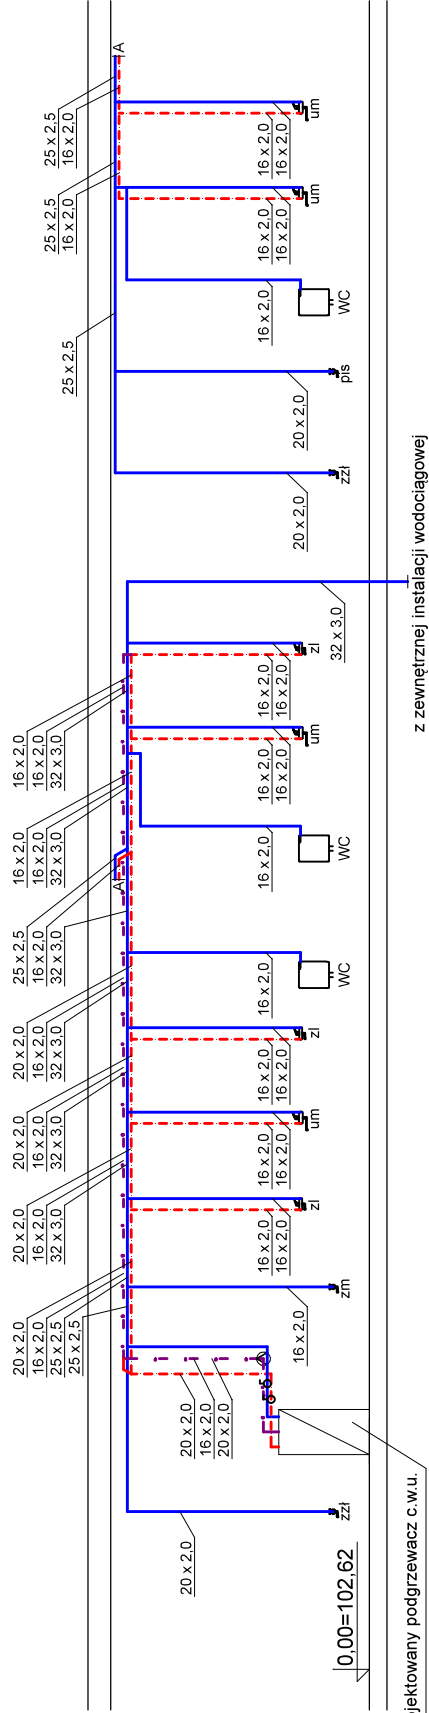 A
25 x 2,5
16 x 2,0
um
16 x 2,0
16 x 2,0
25 x 2,5
16 x 2,0
um
16 x 2,0
16 x 2,0
WC
16 x 2,0
25 x 2,5
pis
20 x 2,0
zzł
20 x 2,0
z zewnętrznej instalacji wodociągowej
32 x 3,0
zl
16 x 2,0
16 x 2,0
16 x 2,0
16 x 2,0
32 x 3,0
um
16 x 2,0
16 x 2,0
16 x 2,0
16 x 2,0
32 x 3,0
WC
16 x 2,0
A
25 x 2,5
16 x 2,0
32 x 3,0
WC
16 x 2,0
20 x 2,0
16 x 2,0
32 x 3,0
zl
16 x 2,0
16 x 2,0
20 x 2,0
16 x 2,0
32 x 3,0
um
16 x 2,0
16 x 2,0
20 x 2,0
16 x 2,0
32 x 3,0
zl
16 x 2,0
16 x 2,0
20 x 2,0
16 x 2,0
25 x 2,5
25 x 2,5
zm
16 x 2,0
20 x 2,0
16 x 2,0
20 x 2,0
zzł
20 x 2,0
0,00=102,62
jektowany podgrzewacz c.w.u.